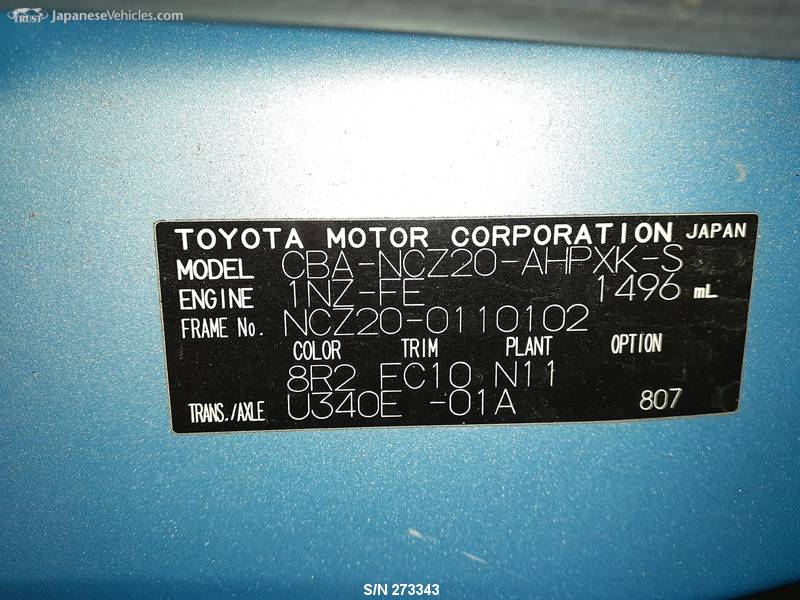 TRUST JapaneseVehicles.com
TOYOTA MOTOR CORPORATION JAPAN
MODEL CBA-NCZ20-AHPXK-S
ENGINE 1NZ-FE 1496 mL
FRAME No. NCZ20-0110102
COLOR TRIM PLANT OPTION
8R2 FC10 N11
TRANS./AXLE U340E -01A 807
S/N 273343